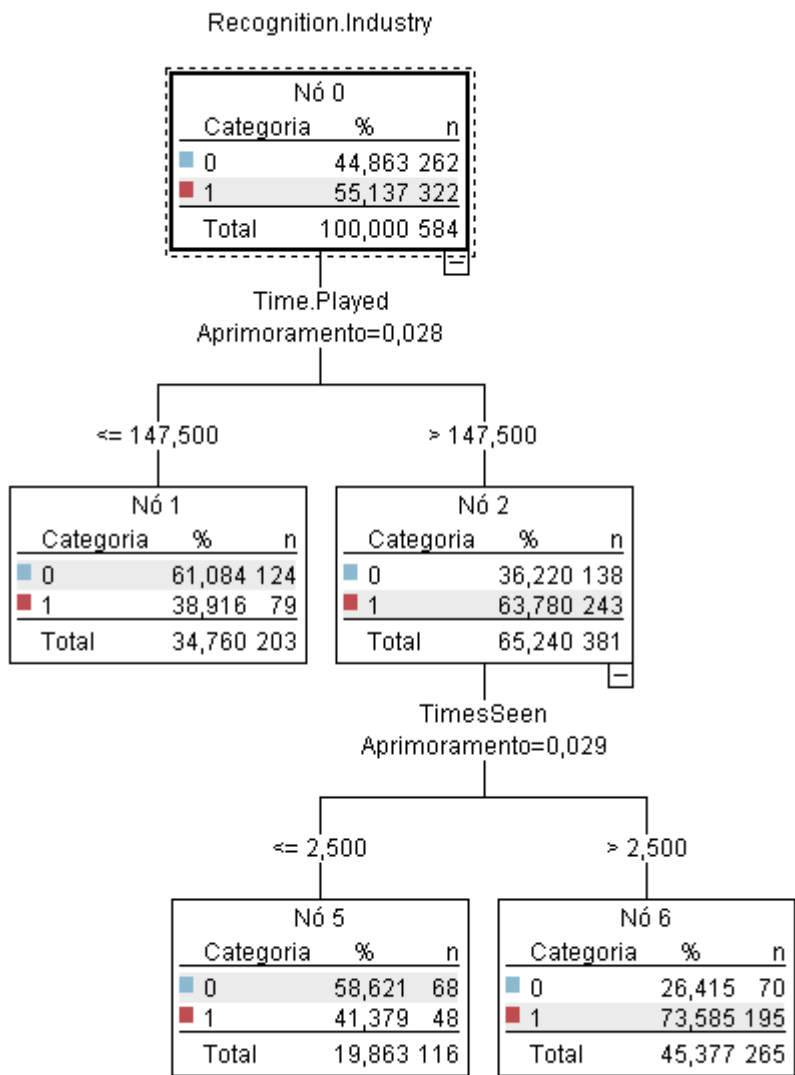 Recognition.Industry
Nó 0
Categoria % n
0 44,863 262
1 55,137 322
Total 100,000 584
Time.Played
Aprimoramento=0,028
<= 147,500
> 147,500
Nó 1
Categoria % n
0 61,084 124
1 38,916 79
Total 34,760 203
Nó 2
Categoria % n
0 36,220 138
1 63,780 243
Total 65,240 381
TimesSeen
Aprimoramento=0,029
<= 2,500
> 2,500
Nó 5
Categoria % n
0 58,621 68
1 41,379 48
Total 19,863 116
Nó 6
Categoria % n
0 26,415 70
1 73,585 195
Total 45,377 265